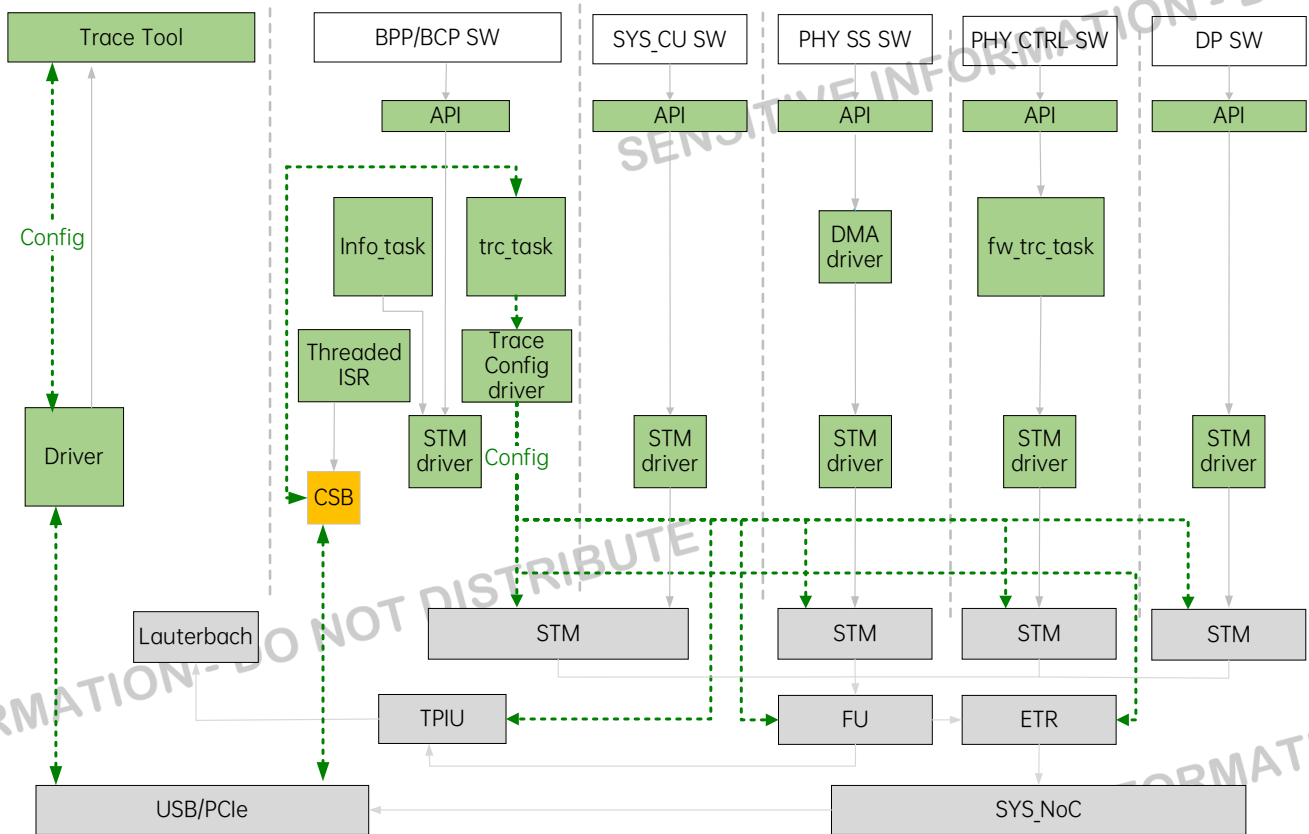 Trace Tool
BPP/BCP SW
SYS_CU SW
PHY SS SW
PHY_CTRL SW
DP SW
API
API
API
API
API
SENSITIVE INFORMATION - D
Config
Info_task
trc_task
DMA
driver
fw_trc_task
Threaded
ISR
Trace
Config
driver
Driver
STM
driver
Config
STM
driver
STM
driver
STM
driver
STM
driver
CSB
RMATION - DO NOT DISTRIBUTE
Lauterbach
STM
STM
STM
STM
TPIU
FU
ETR
FORMATI
USB/PCIe
SYS_NoC